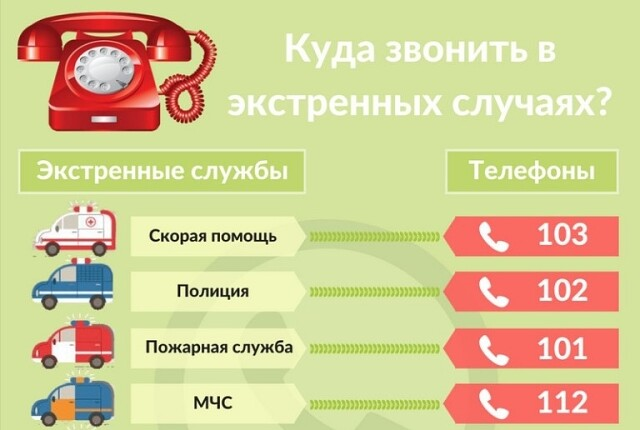 Куда звонить в
экстренных случаях?
Экстренные службы Телефоны
Скорая помощь 103
Полиция 102
Пожарная служба 101
МЧС 112